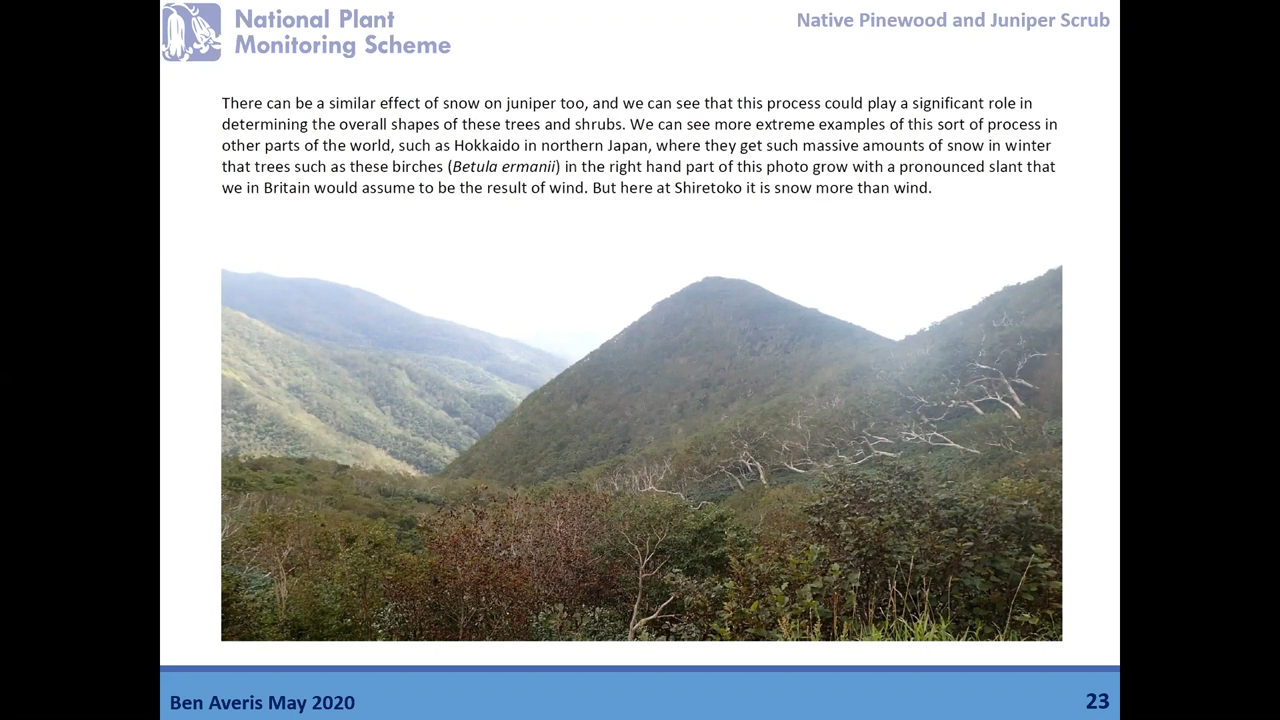 National Plant
Monitoring Scheme
Native Pinewood and Juniper Scrub
There can be a similar effect of snow on juniper too, and we can see that this process could play a significant role in
determining the overall shapes of these trees and shrubs. We can see more extreme examples of this sort of process in
other parts of the world, such as Hokkaido in northern Japan, where they get such massive amounts of snow in winter
that trees such as these birches (Betula ermanii) in the right hand part of this photo grow with a pronounced slant that
we in Britain would assume to be the result of wind. But here at Shiretoko it is snow more than wind.
Ben Averis May 2020
23